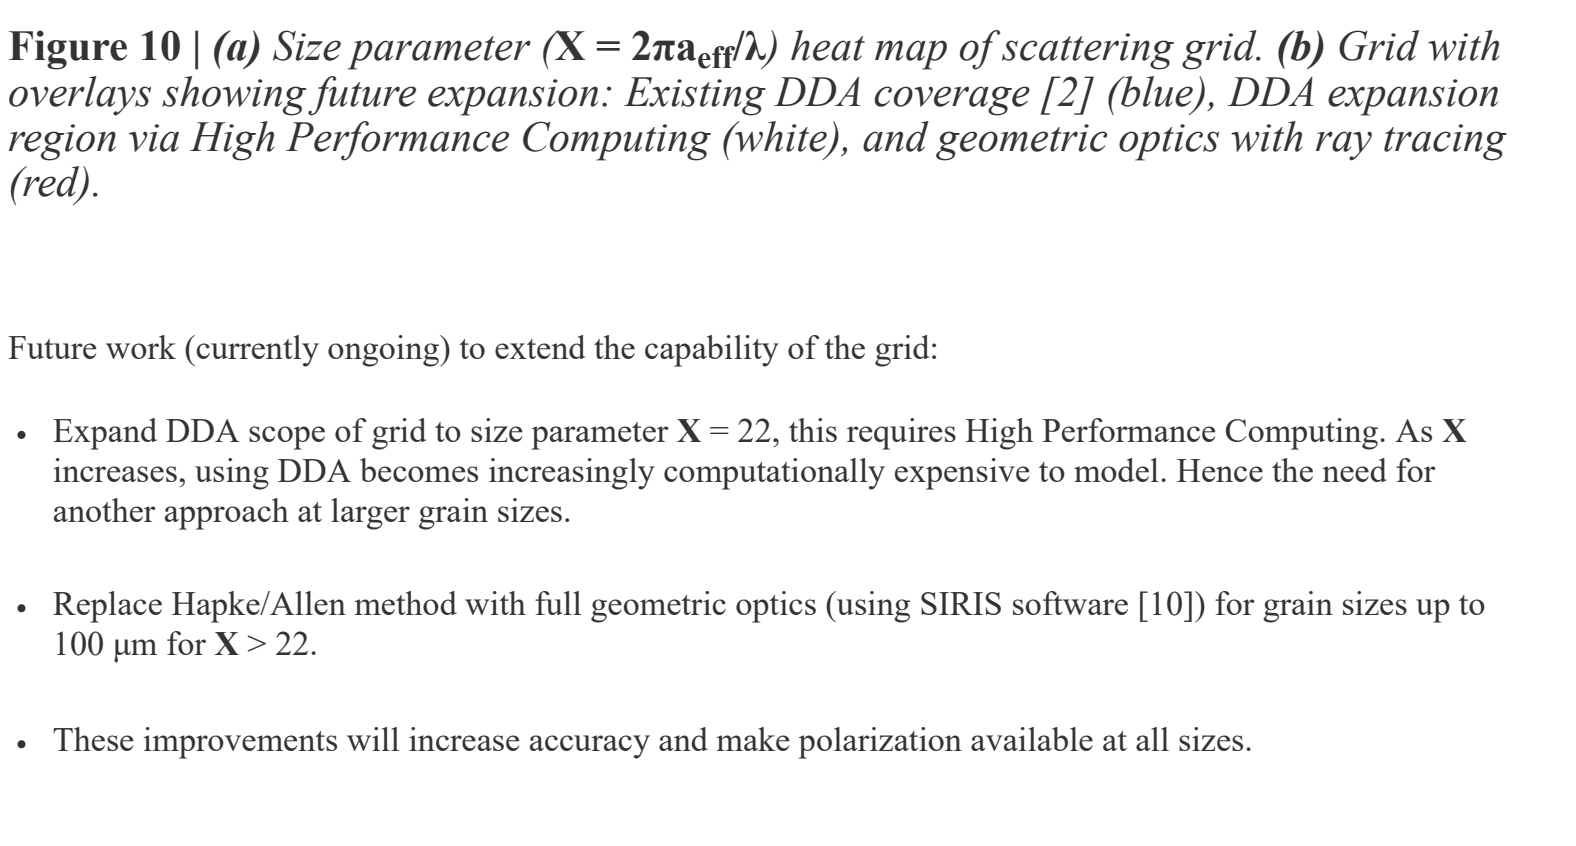 Figure 10 | (a) Size parameter (X = 2πaeff/λ) heat map of scattering grid. (b) Grid with
overlays showing future expansion: Existing DDA coverage [2] (blue), DDA expansion
region via High Performance Computing (white), and geometric optics with ray tracing
(red).
Future work (currently ongoing) to extend the capability of the grid:
• Expand DDA scope of grid to size parameter X = 22, this requires High Performance Computing. As X
increases, using DDA becomes increasingly computationally expensive to model. Hence the need for
another approach at larger grain sizes.
• Replace Hapke/Allen method with full geometric optics (using SIRIS software [10]) for grain sizes up to
100 μm for X > 22.
• These improvements will increase accuracy and make polarization available at all sizes.